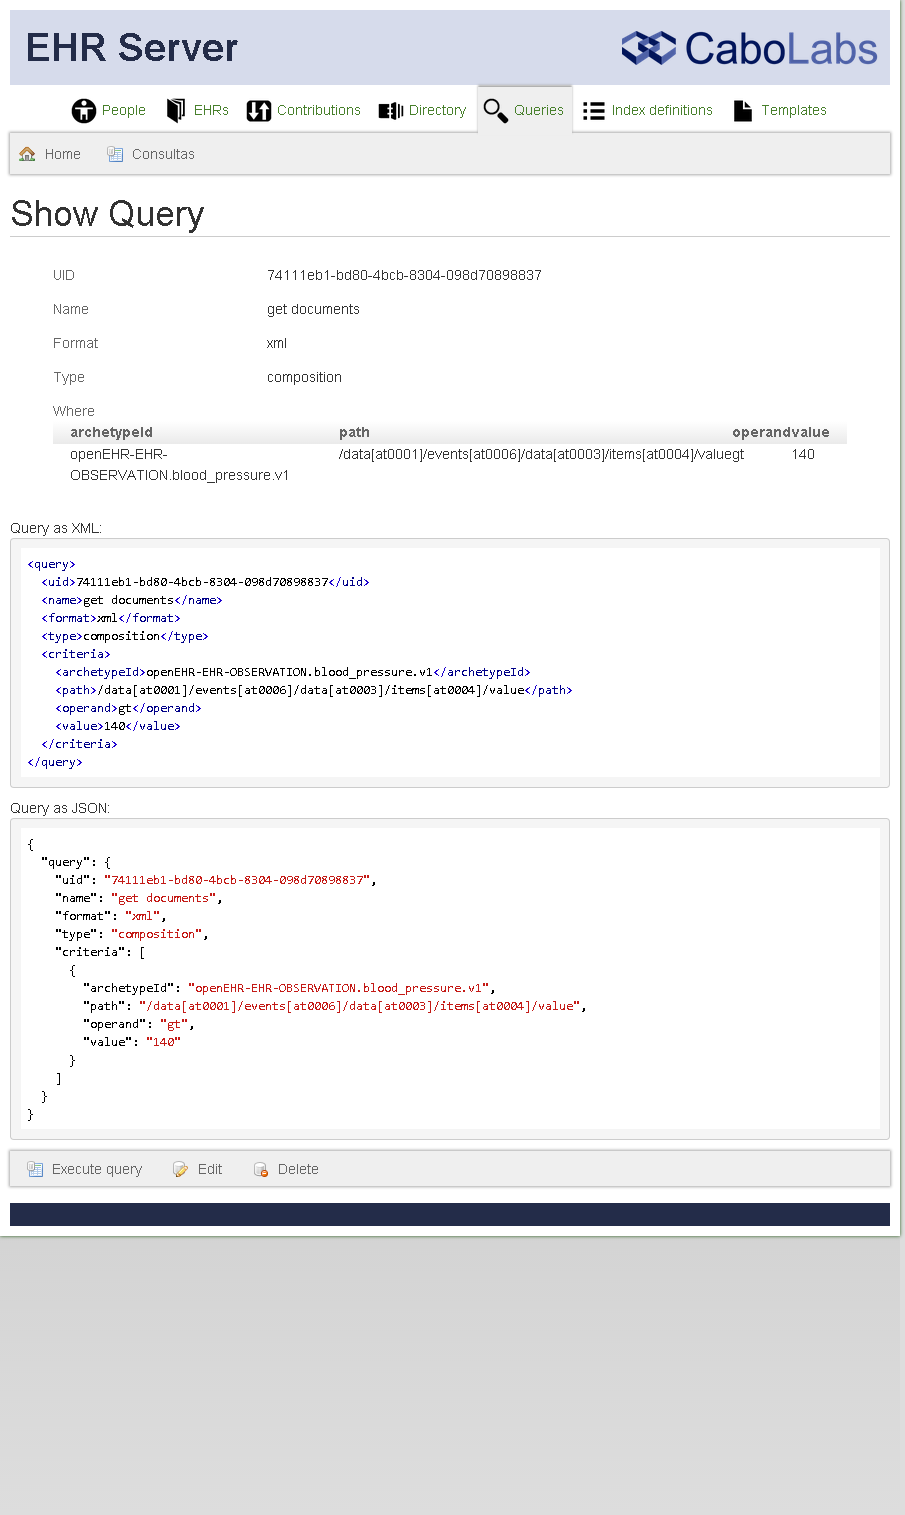 EHR Server
CaboLabs
People EHRs Contributions Directory Queries Index definitions Templates
Home Consultas
Show Query
UID 74111eb1-bd80-4bcb-8304-098d70898837
Name get documents
Format xml
Type composition
Where
archetypeId path operandvalue
openEHR-EHR- /data[at0001]/events[at0006]/data[at0003]/items[at0004]/valuegt 140
OBSERVATION.blood_pressure.v1
Query as XML:
<query>
  <uid>74111eb1-bd80-4bcb-8304-098d70898837</uid>
  <name>get documents</name>
  <format>xml</format>
  <type>composition</type>
  <criteria>
    <archetypeId>openEHR-EHR-OBSERVATION.blood_pressure.v1</archetypeId>
    <path>/data[at0001]/events[at0006]/data[at0003]/items[at0004]/value</path>
    <operand>gt</operand>
    <value>140</value>
  </criteria>
</query>
Query as JSON:
{
  "query": {
    "uid": "74111eb1-bd80-4bcb-8304-098d70898837",
    "name": "get documents",
    "format": "xml",
    "type": "composition",
    "criteria": [
      {
        "archetypeId": "openEHR-EHR-OBSERVATION.blood_pressure.v1",
        "path": "/data[at0001]/events[at0006]/data[at0003]/items[at0004]/value",
        "operand": "gt",
        "value": "140"
      }
    ]
  }
}
Execute query Edit Delete